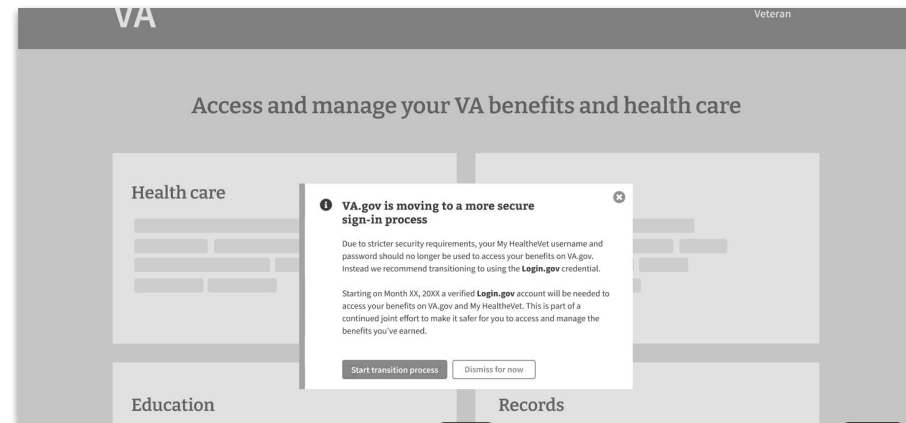 VA
Veteran
Access and manage your VA benefits and health care
Health care
VA.gov is moving to a more secure
sign-in process
Due to stricter security requirements, your My HealtheVet username and
password should no longer be used to access your benefits on VA.gov.
Instead we recommend transitioning to using the Login.gov credential.
Starting on Month XX, 20XX a verified Login.gov account will be needed to
access your benefits on VA.gov and My HealtheVet. This is part of a
continued joint effort to make it safer for you to access and manage the
benefits you've earned.
Start transition process
Dismiss for now
Education
Records